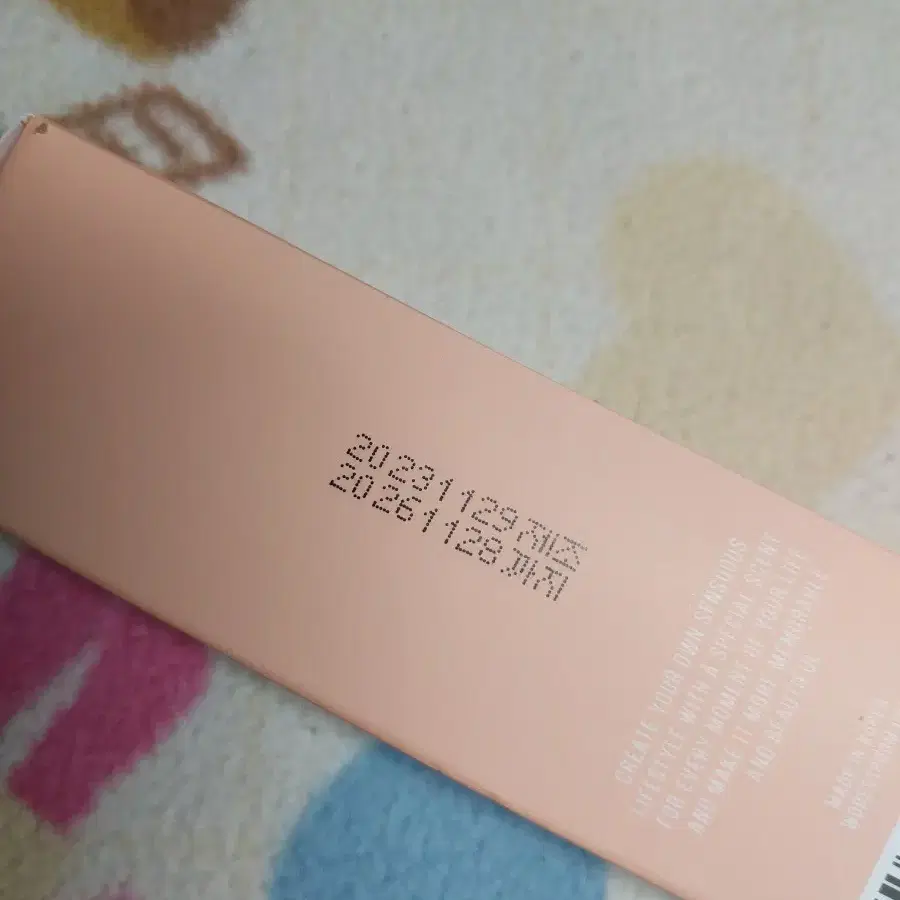 20231129제조
20261128까지
CREATE YOUR OWN SENSUOUS
LIFESTYLE WITH A SPECIAL SCENT
FOR EVERY MOMENT OF YOUR LIFE
AND MAKE IT MORE MEMORABLE
AND BEAUTIFUL
MADE IN KOREA